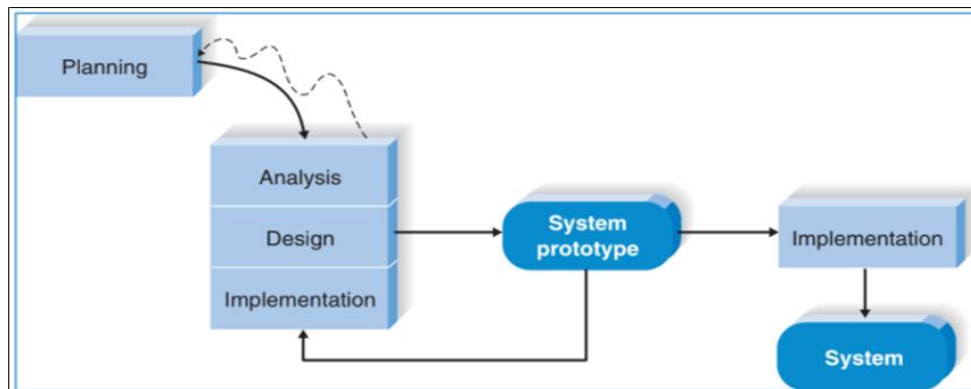 Planning
Analysis
Design
Implementation
System
prototype
Implementation
System